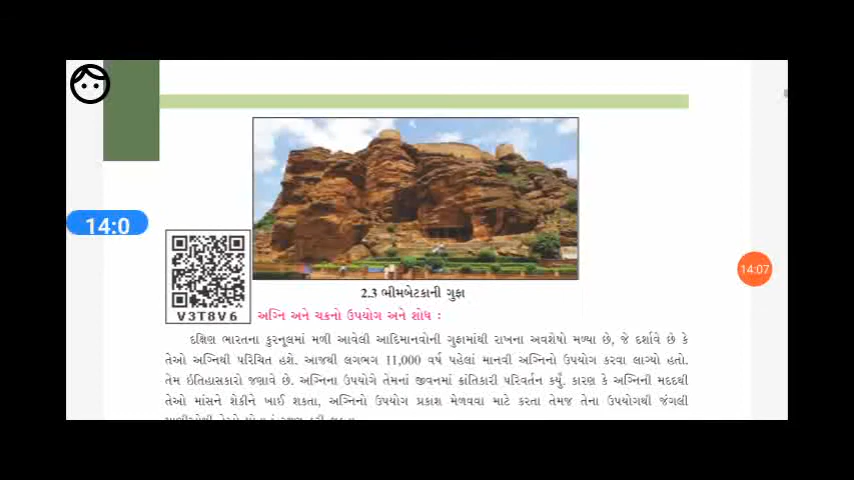 14:0
14:07
V3T8V6
2.3 ભીમબેટકાની ગુફા
અગ્નિ અને ચક્રનો ઉપયોગ અને શોધ :
દક્ષિણ ભારતના કુરનુલમાં મળી આવેલી આદિમાનવોની ગુફામાંથી રાખના અવશેષો મળ્યા છે, જે દર્શાવે છે કે
તેઓ અગ્નિથી પરિચિત હશે. આજથી લગભગ 11,000 વર્ષ પહેલાં માનવી અગ્નિનો ઉપયોગ કરવા લાગ્યો હતો.
તેમ ઇતિહાસકારો જણાવે છે. અગ્નિના ઉપયોગે તેમનાં જીવનમાં ક્રાંતિકારી પરિવર્તન કર્યું. કારણ કે અગ્નિની મદદથી
તેઓ માંસને શેકીને ખાઈ શકતા, અગ્નિનો ઉપયોગ પ્રકાશ મેળવવા માટે કરતા તેમજ તેના ઉપયોગથી જંગલી